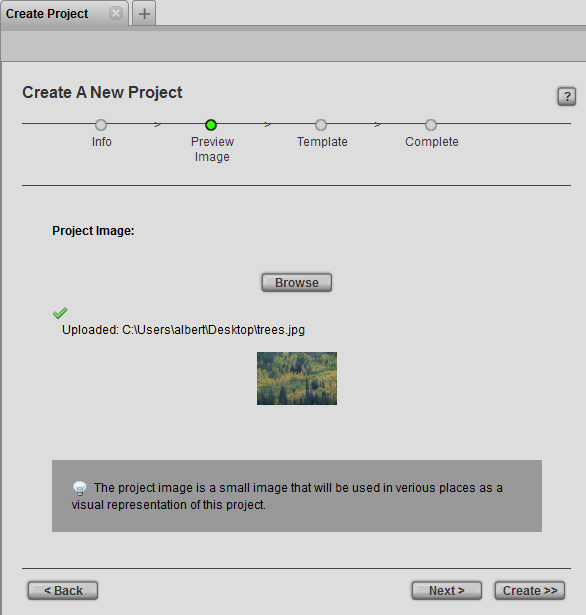 Create Project
+
Create A New Project
?
> > >
Info
Preview
Image
Template
Complete
Project Image:
Browse
Uploaded: C:\Users\albert\Desktop\trees.jpg
The project image is a small image that will be used in verious places as a
visual representation of this project.
< Back
Next >
Create >>